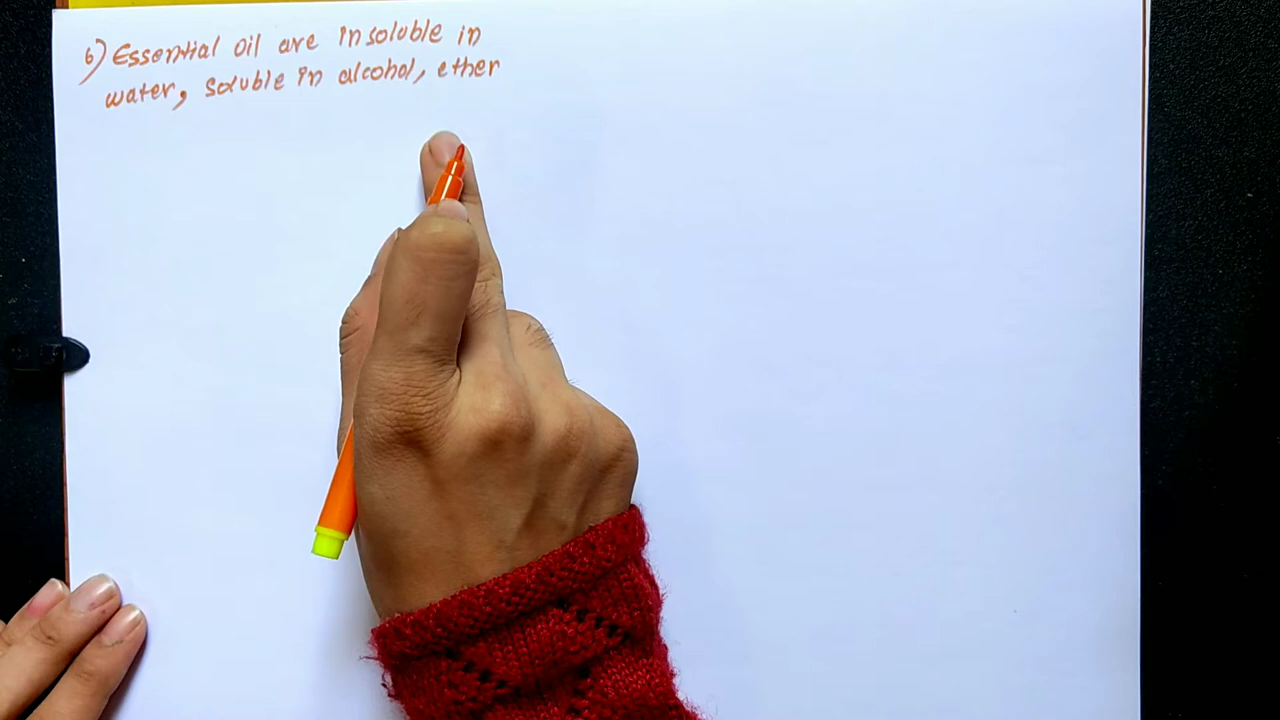 6) Essential oil are insoluble in
water, soluble in alcohol, ether